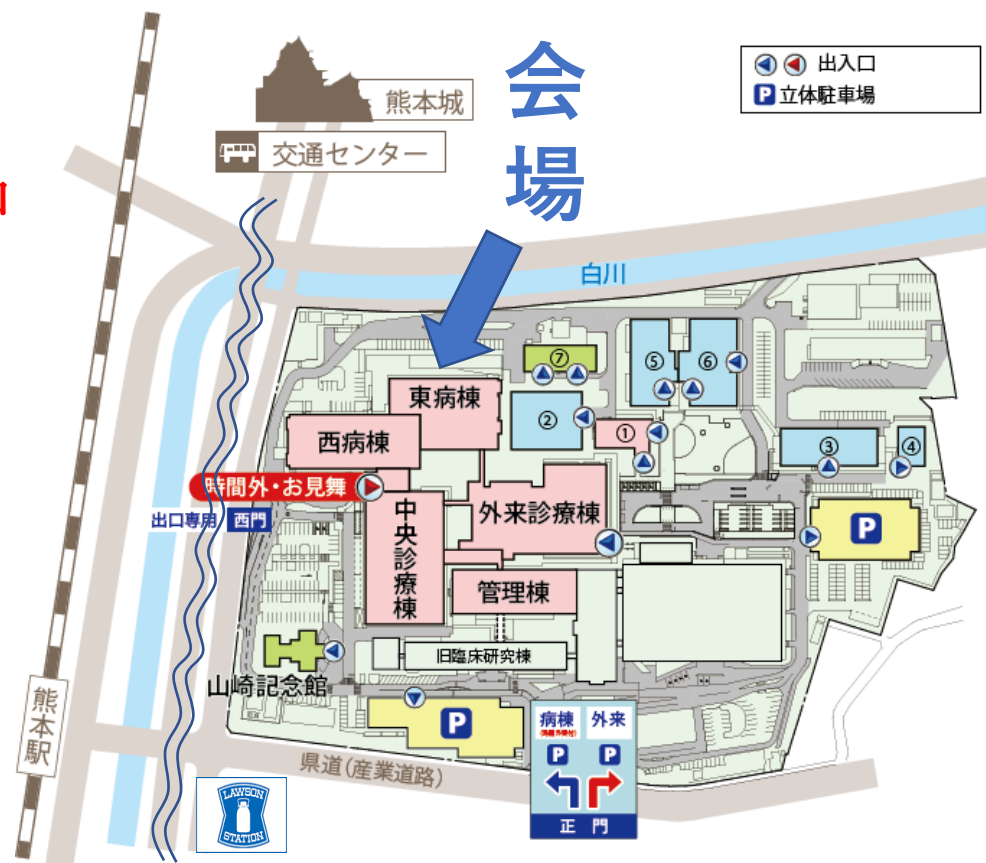 会場
出入口
P 立体駐車場
熊本城
交通センター
白川
東病棟
西病棟
⑦
⑤
⑥
②
①
③
④
時間外・お見舞
出口専用 西門
中央診療棟
外来診療棟
P
管理棟
旧臨床研究棟
山崎記念館
P
病棟 外来
P P
正門
熊本駅
県道(産業道路)
LAWSON
STATION